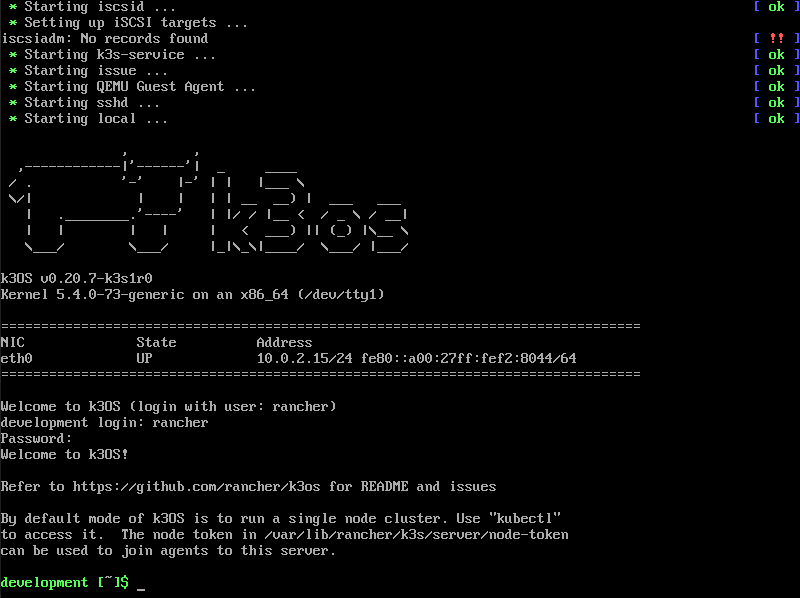 * Starting iscsid ... [ ok ]
* Setting up iSCSI targets ...
iscsiadm: No records found [ !! ]
* Starting k3s-service ... [ ok ]
* Starting issue ... [ ok ]
* Starting QEMU Guest Agent ... [ ok ]
* Starting sshd ... [ ok ]
* Starting local ... [ ok ]
k3os
k3OS v0.20.7-k3s1r0
Kernel 5.4.0-73-generic on an x86_64 (/dev/tty1)
================================================================================
NIC State Address
eth0 UP 10.0.2.15/24 fe80::a00:27ff:fef2:8044/64
================================================================================
Welcome to k3OS (login with user: rancher)
development login: rancher
Password:
Welcome to k3OS!
Refer to https://github.com/rancher/k3os for README and issues
By default mode of k3OS is to run a single node cluster. Use "kubectl"
to access it.  The node token in /var/lib/rancher/k3s/server/node-token
can be used to join agents to this server.
development [~]$ _